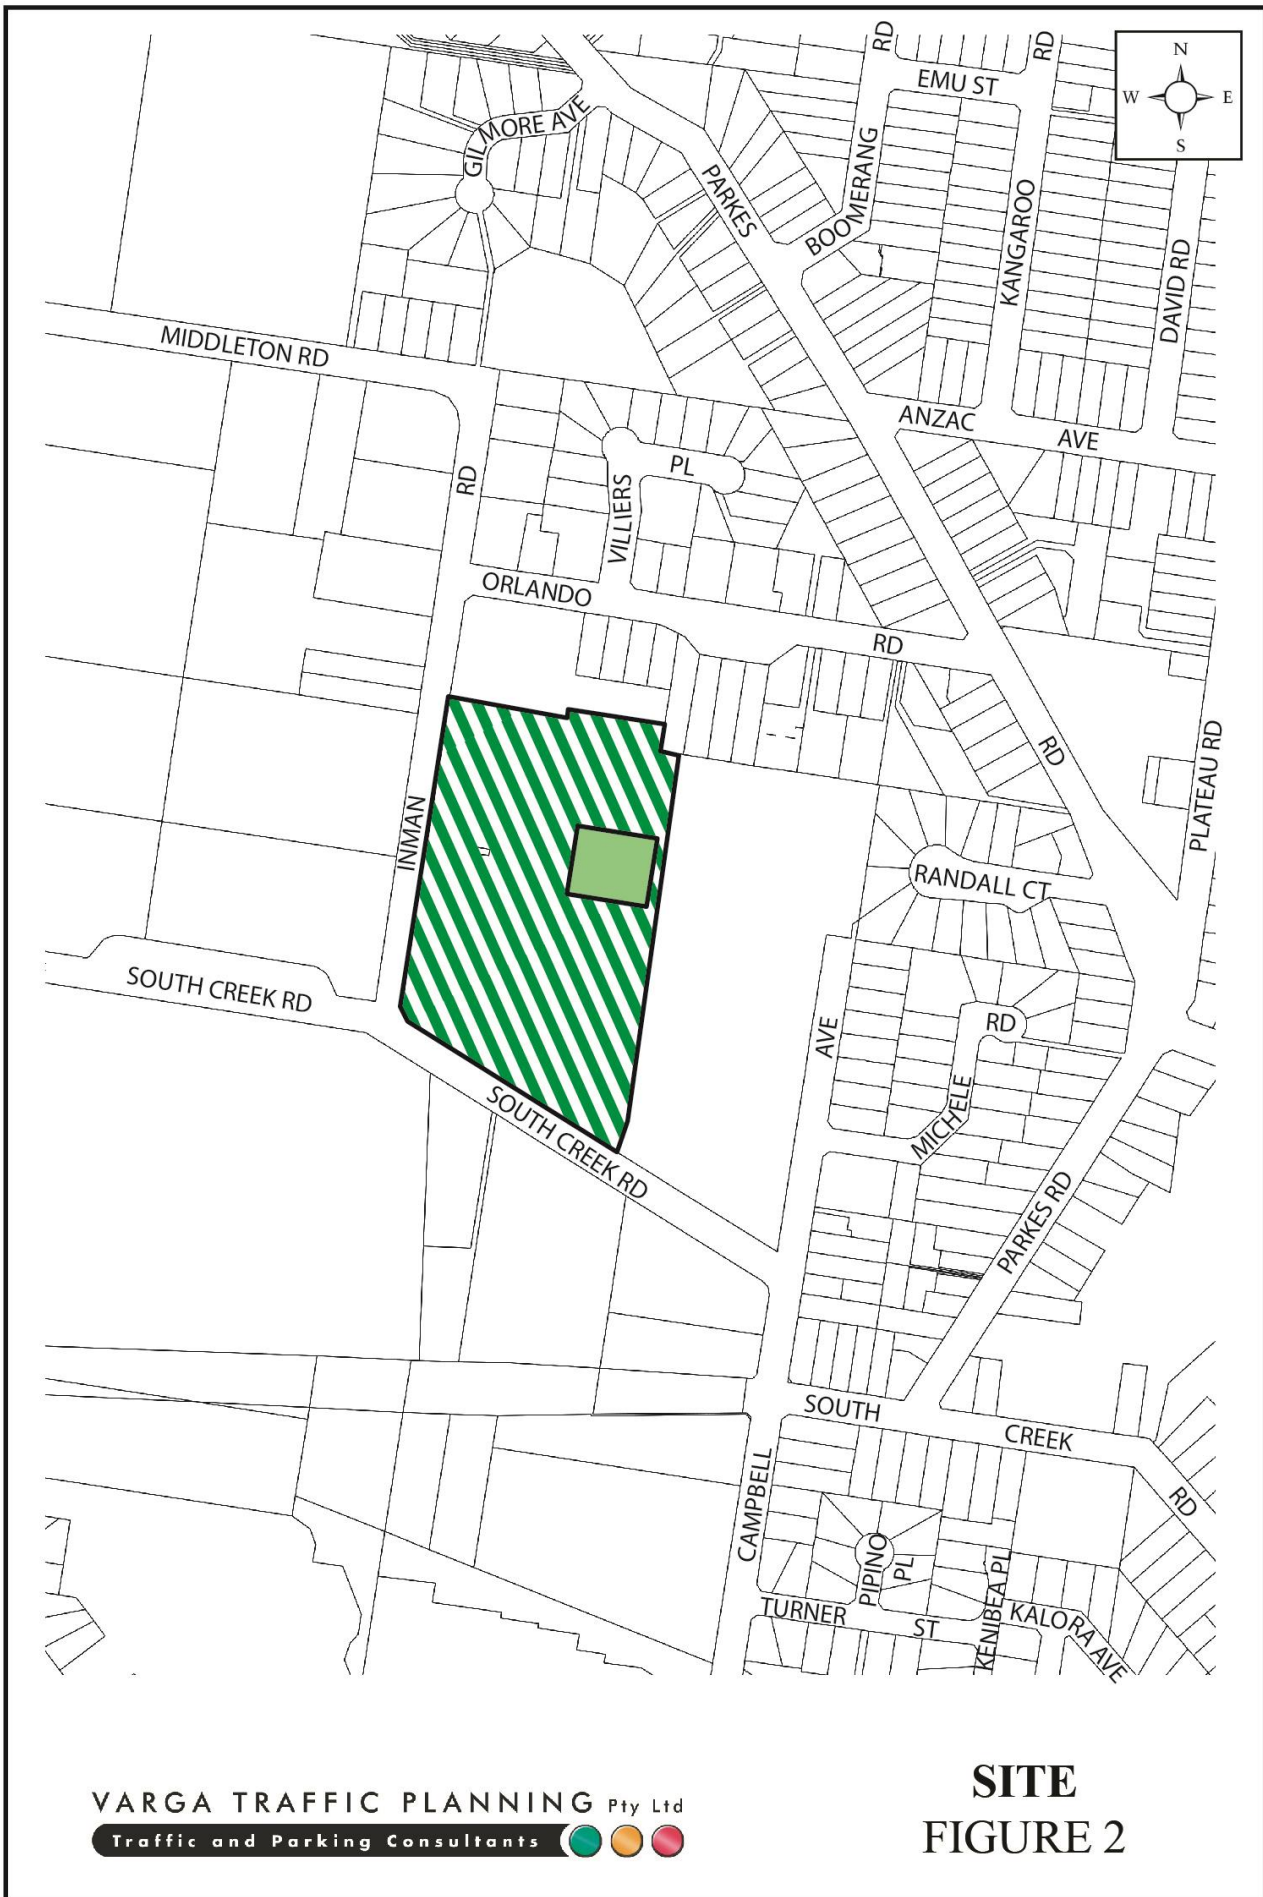 RD
RD
N
W E
S
EMU ST
GILMORE AVE
PARKES
BOOMERANG
KANGAROO
DAVID RD
MIDDLETON RD
ANZAC
AVE
RD
PL
VILLIERS
ORLANDO
RD
RD
PLATEAU RD
INMAN
RANDALL CT
SOUTH CREEK RD
AVE
RD
MICHELE
SOUTH CREEK RD
PARKES RD
SOUTH
CREEK
RD
CAMPBELL
PIPINO
PL
KENIBEA PL
TURNER
ST
KALORA AVE
SITE
FIGURE 2
VARGA TRAFFIC PLANNING Pty Ltd
Traffic and Parking Consultants